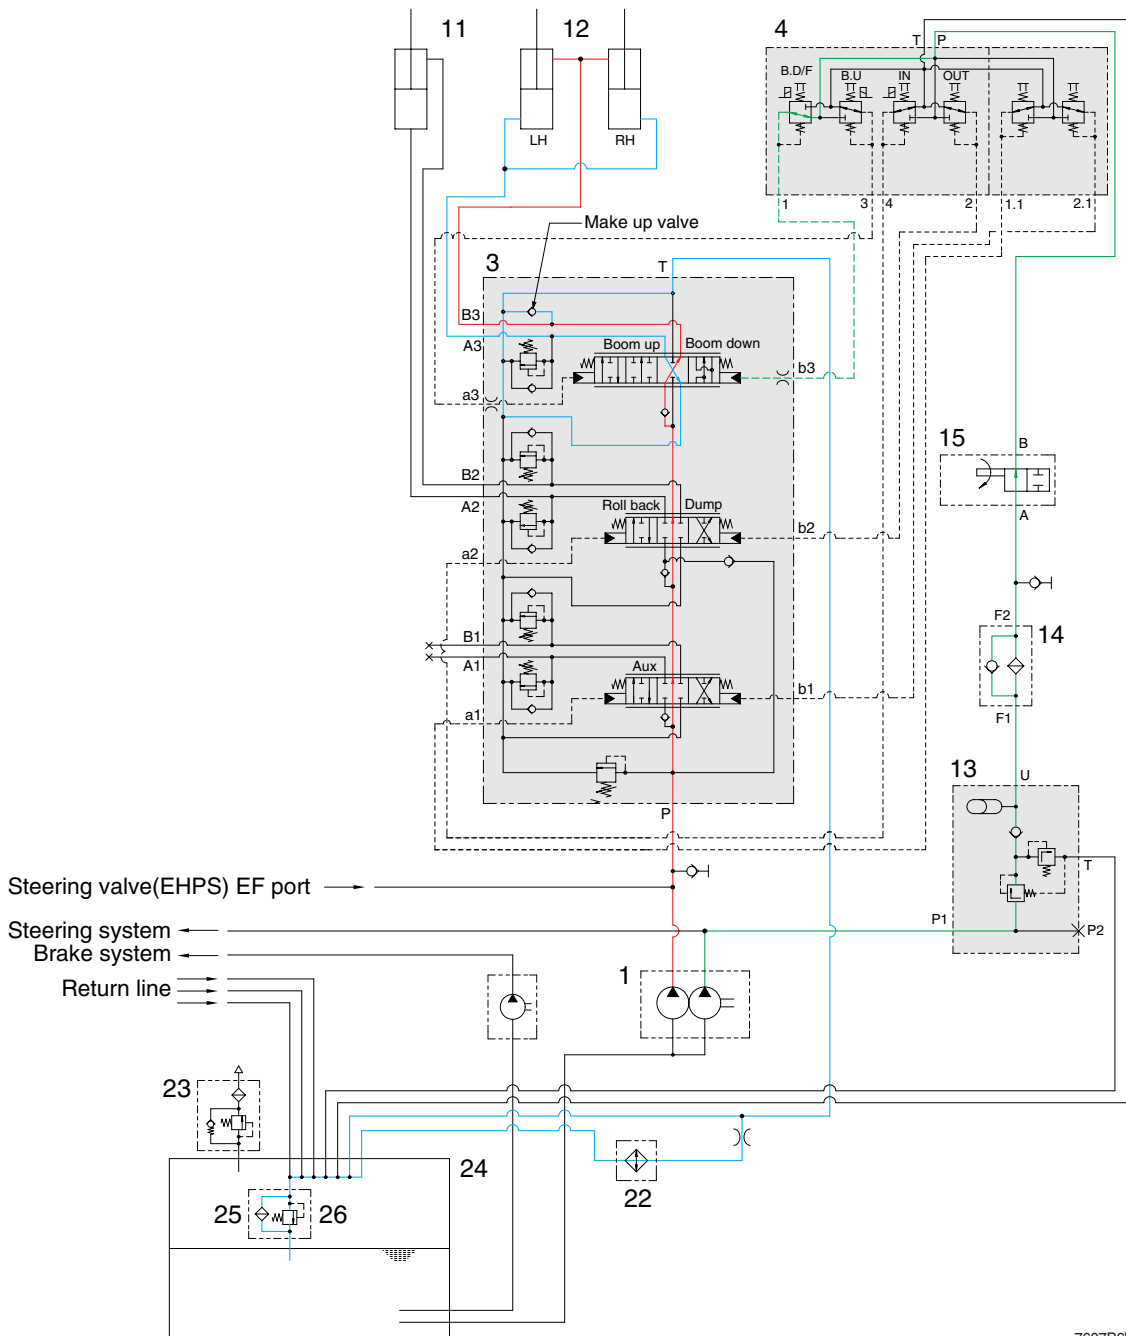 11
12
4
T P
B.D/F
B.U
IN
OUT
LH
RH
1
3
4
2
1.1
2.1
Make up valve
3
T
B3
A3
Boom up
Boom down
a3
b3
15
B
A
B2
A2
Roll back
Dump
a2
b2
F2
14
F1
B1
A1
Aux
a1
b1
13
U
T
P
P1
P2
Steering valve(EHPS) EF port
Steering system
Brake system
Return line
1
23
24
25
26
22